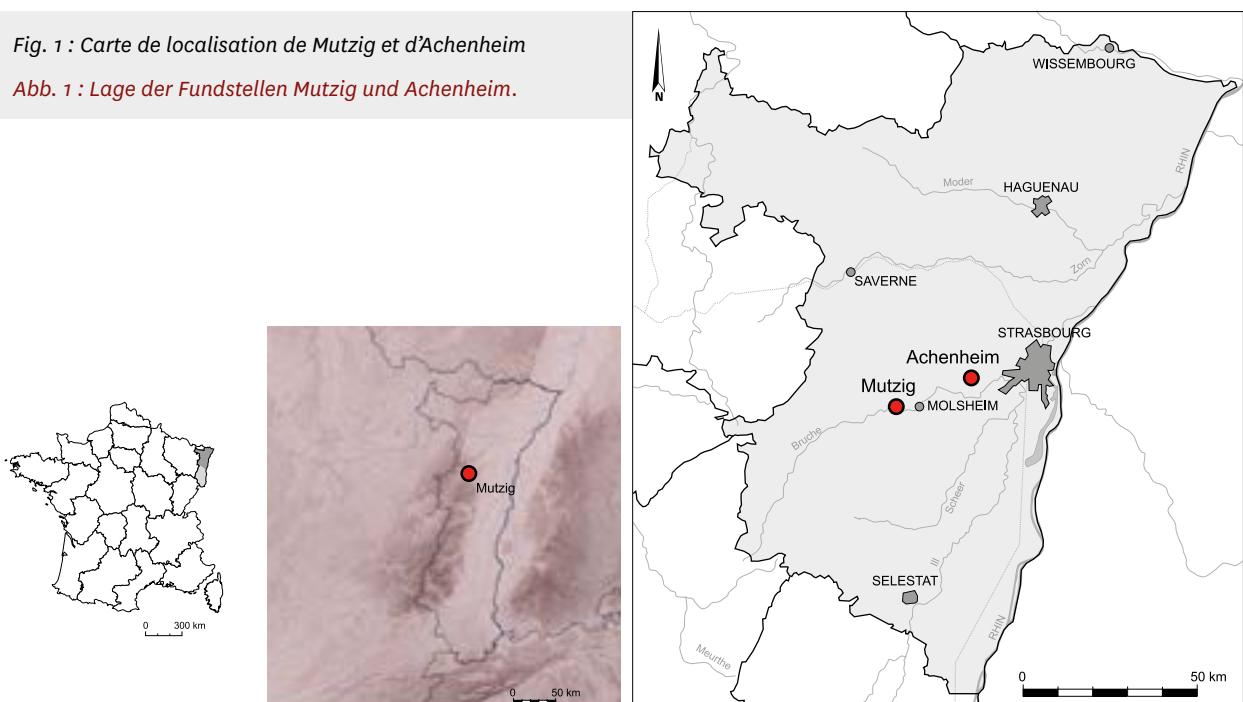 Fig. 1 : Carte de localisation de Mutzig et d'Achenheim
Abb. 1 : Lage der Fundstellen Mutzig und Achenheim.
N
WISSEMBOURG
RHIN
Moder
HAGUENAU
Zorn
SAVERNE
STRASBOURG
Achenheim
Mutzig
MOLSHEIM
Bruche
Scheer
Ill
SELESTAT
RHIN
Meurthe
0 50 km
Mutzig
0 50 km
0 300 km